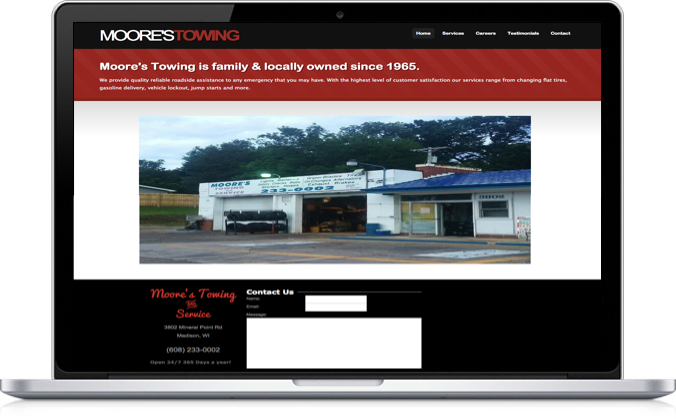 MOORE'STOWING
Home Services Careers Testimonials Contact
Moore's Towing is family & locally owned since 1965.
We provide quality reliable roadside assistance to any emergency that you may have. With the highest level of customer satisfaction our services range from changing flat tires,
gasoline delivery, vehicle lockout, jump starts and more.
MOORE'S
TOWING
SERVICE
233-0002
Exhaust - Brakes
Moore's Towing
&
Service
3802 Mineral Point Rd
Madison, WI
(608) 233-0002
Open 24/7 365 Days a year!
Contact Us
Name:
Email:
Message: